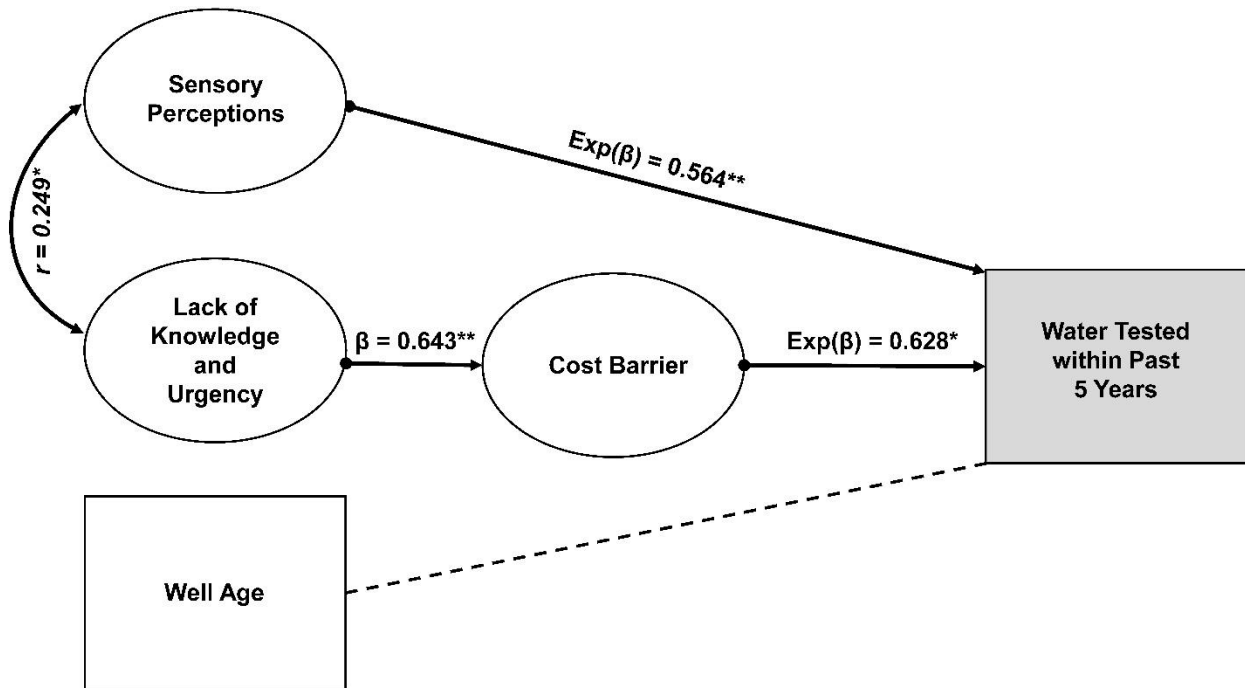 Sensory
Perceptions
Exp(β) = 0.564**
r = 0.249*
Lack of
Knowledge
and
Urgency
β = 0.643**
Cost Barrier
Exp(β) = 0.628*
Water Tested
within Past
5 Years
Well Age